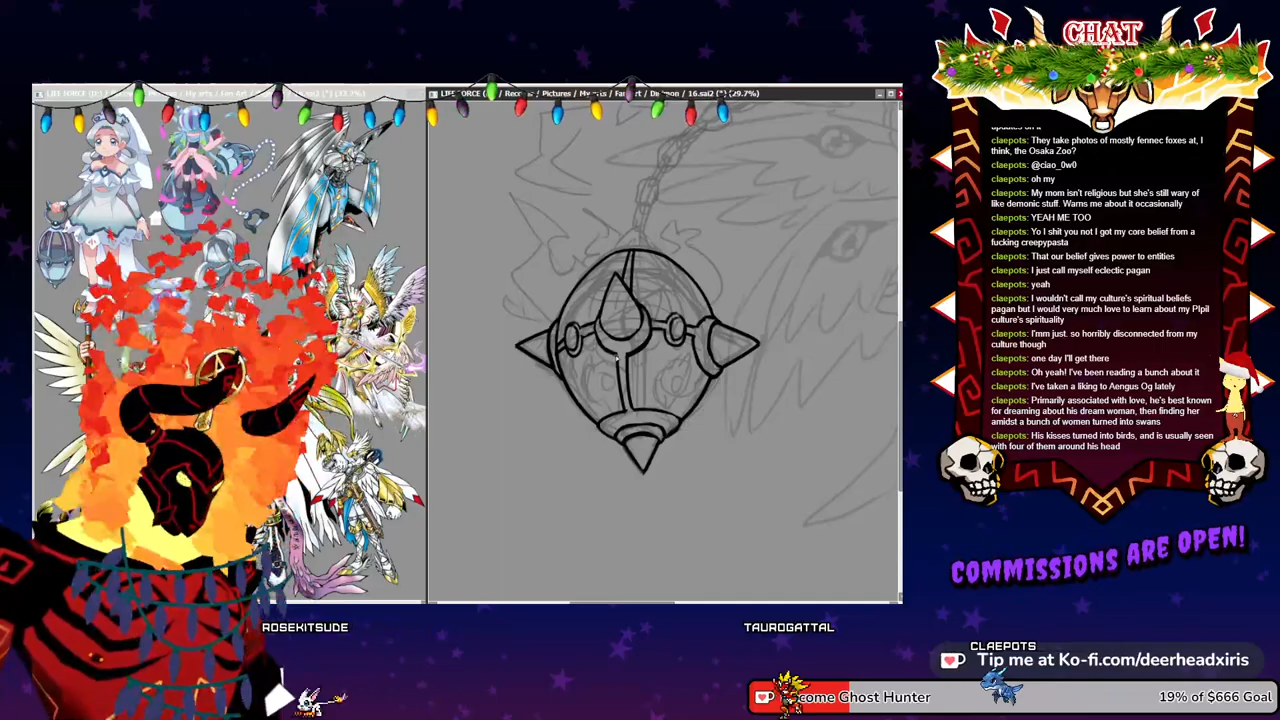 CHAT
updates on it
claepots: They take photos of mostly fennec foxes at, I
think, the Osaka Zoo?
claepots: @ciao_0w0
claepots: oh my
claepots: My mom isn't religious but she's still wary of
like demonic stuff. Warns me about it occasionally
claepots: YEAH ME TOO
claepots: Yo I shit you not I got my core belief from a
fucking creepypasta
claepots: That our belief gives power to entities
claepots: I just call myself eclectic pagan
claepots: yeah
claepots: I wouldn't call my culture's spiritual beliefs
pagan but I would very much love to learn about my PIpil
culture's spirituality
claepots: I'mm just. so horribly disconnected from my
culture though
claepots: one day I'll get there
claepots: Oh yeah! I've been reading a bunch about it
claepots: I've taken a liking to Aengus Og lately
claepots: Primarily associated with love, he's best known
for dreaming about his dream woman, then finding her
amidst a bunch of women turned into swans
claepots: His kisses turned into birds, and is usually seen
with four of them around his head
COMMISSIONS ARE OPEN!
ROSEKITSUDE
TAUROGATTAL
CLAEPOTS
Tip me at Ko-fi.com/deerheadxiris
come Ghost Hunter
19% of $666 Goal